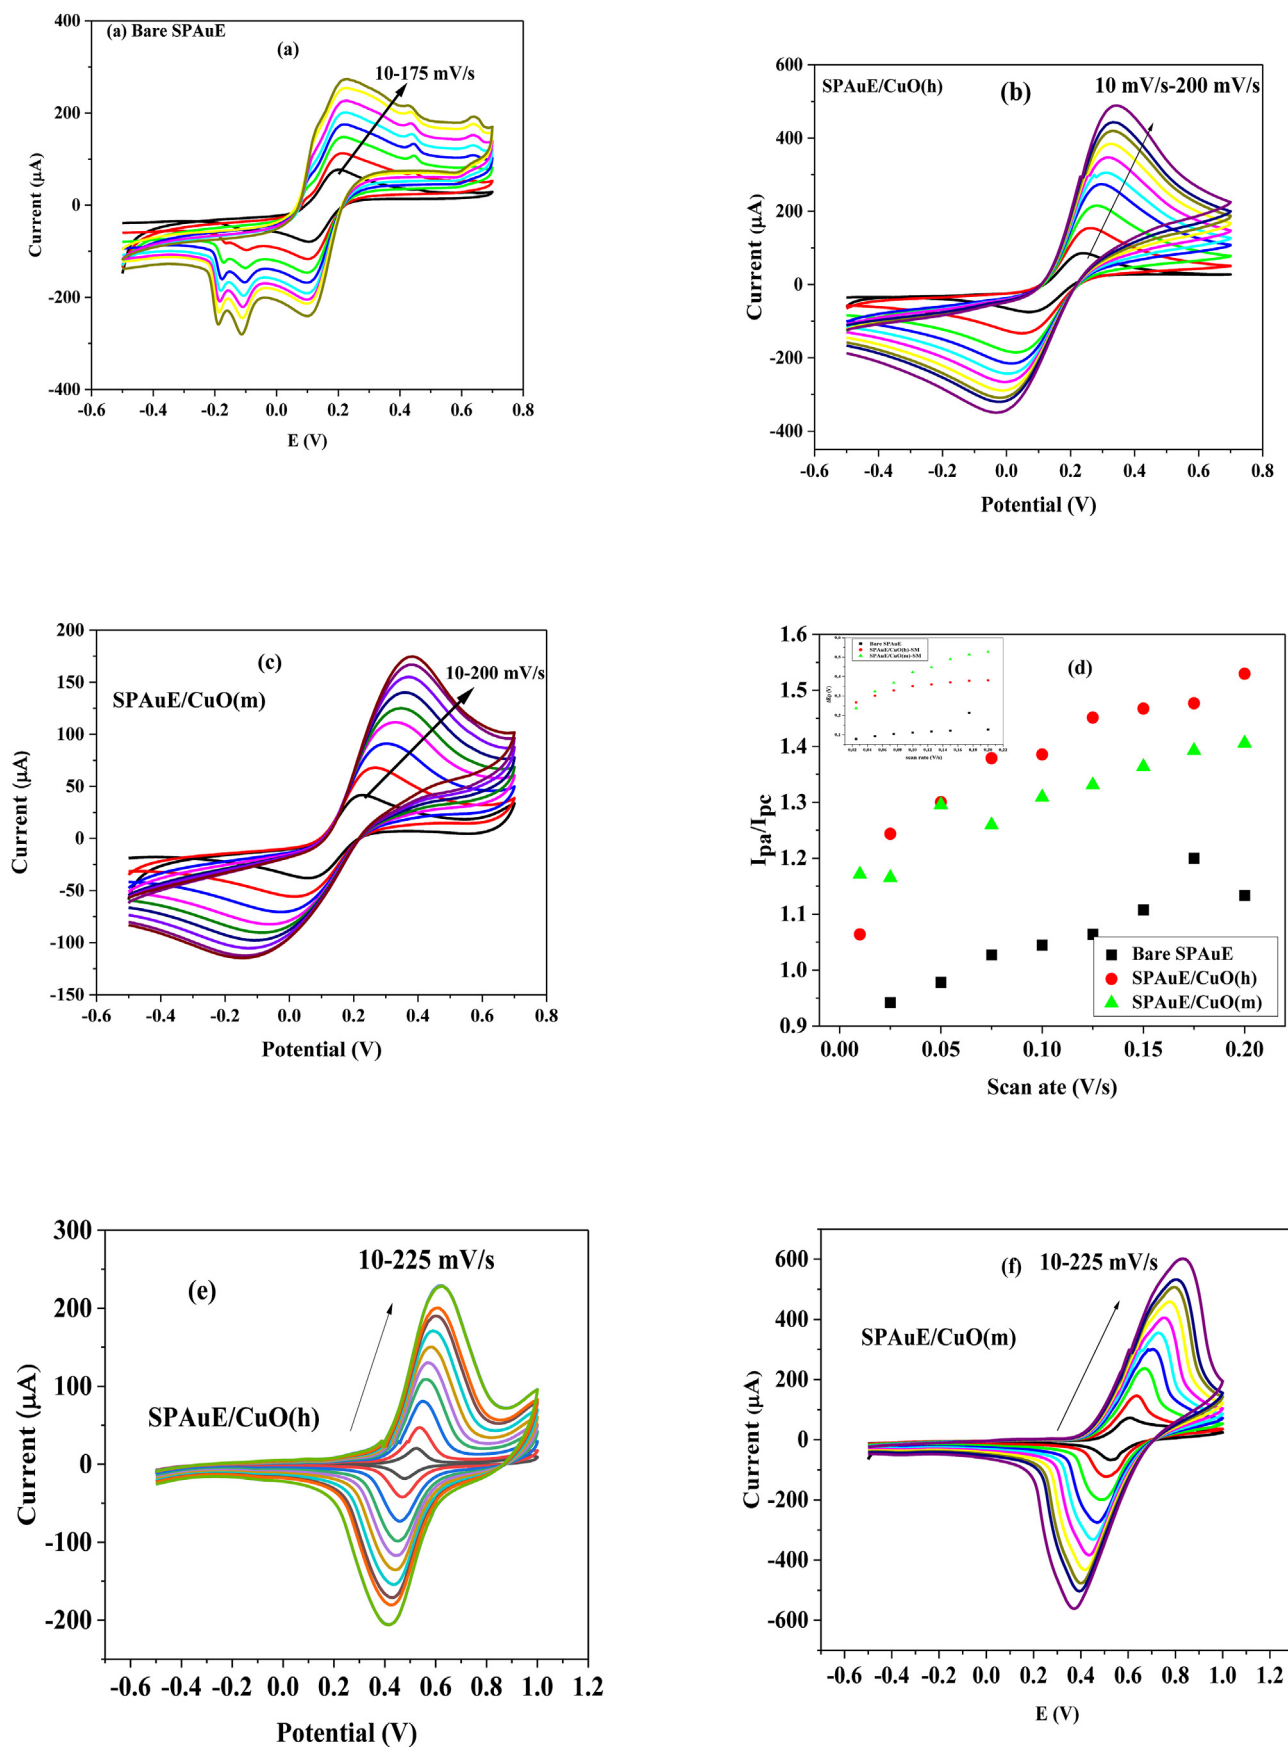 (a) Bare SPAuE
(a)
10-175 mV/s
400
200
0
-200
-400
-0.6
-0.4
-0.2
0.0
0.2
0.4
0.6
0.8
Current (μA)
E (V)
SPAuE/CuO(h)
(b)
10 mV/s-200 mV/s
600
400
200
0
-200
-400
-0.6
-0.4
-0.2
0.0
0.2
0.4
0.6
0.8
Current (μA)
Potential (V)
(c)
10-200 mV/s
SPAuE/CuO(m)
200
150
100
50
0
-50
-100
-150
-0.6
-0.4
-0.2
0.0
0.2
0.4
0.6
0.8
Current (μA)
Potential (V)
(d)
1.6
1.5
1.4
1.3
1.2
1.1
1.0
0.9
0.00
0.05
0.10
0.15
0.20
Ipa/Ipc
Scan ate (V/s)
Bare SPAuE
SPAuE/CuO(h)-SM
SPAuE/CuO(m)-SM
scan rate (V/s)
Bare SPAuE
SPAuE/CuO(h)
SPAuE/CuO(m)
(e)
10-225 mV/s
SPAuE/CuO(h)
300
200
100
0
-100
-200
-0.6
-0.4
-0.2
0.0
0.2
0.4
0.6
0.8
1.0
1.2
Current (μA)
Potential (V)
(f)
10-225 mV/s
SPAuE/CuO(m)
600
400
200
0
-200
-400
-600
-0.6
-0.4
-0.2
0.0
0.2
0.4
0.6
0.8
1.0
1.2
Current (μA)
E (V)